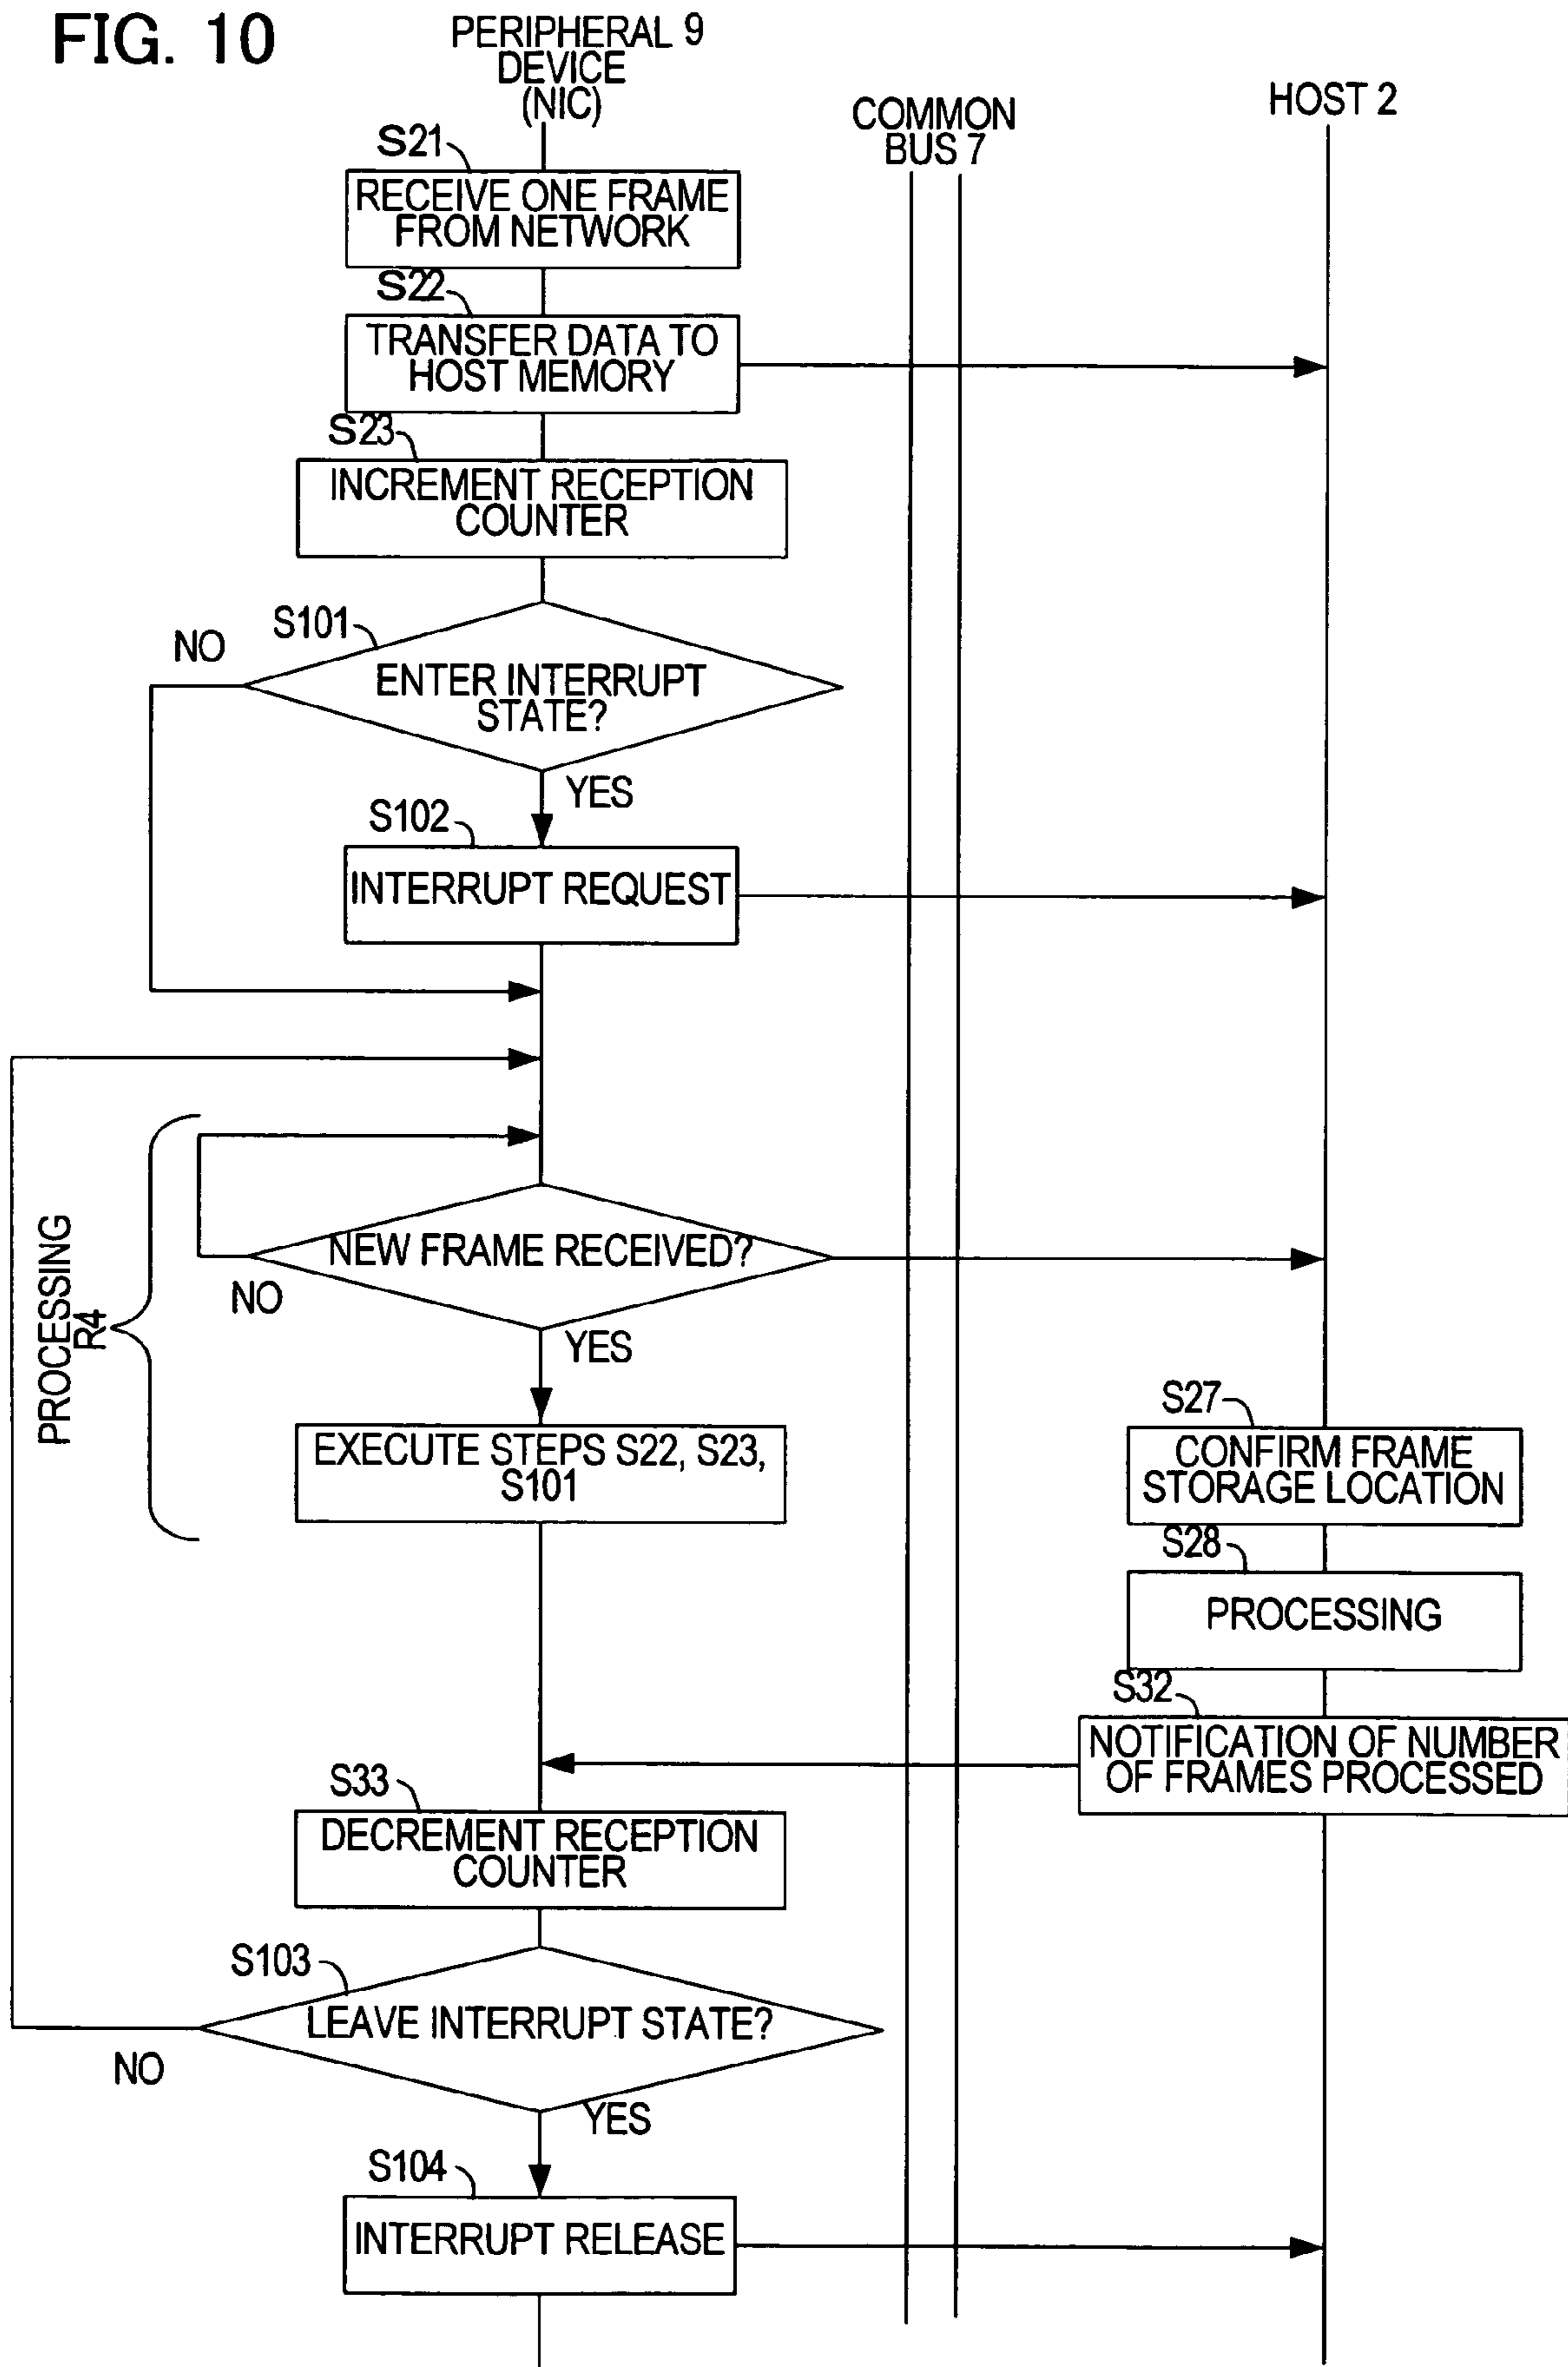 FIG. 10
PERIPHERAL 9
DEVICE
(NIC)
COMMON
BUS 7
HOST 2
S21
RECEIVE ONE FRAME
FROM NETWORK
S22
TRANSFER DATA TO
HOST MEMORY
S23
INCREMENT RECEPTION
COUNTER
S101
NO
ENTER INTERRUPT
STATE?
YES
S102
INTERRUPT REQUEST
PROCESSING
R4
NEW FRAME RECEIVED?
NO
YES
EXECUTE STEPS S22, S23,
S101
S27
CONFIRM FRAME
STORAGE LOCATION
S28
PROCESSING
S32
NOTIFICATION OF NUMBER
OF FRAMES PROCESSED
S33
DECREMENT RECEPTION
COUNTER
S103
LEAVE INTERRUPT STATE?
NO
YES
S104
INTERRUPT RELEASE